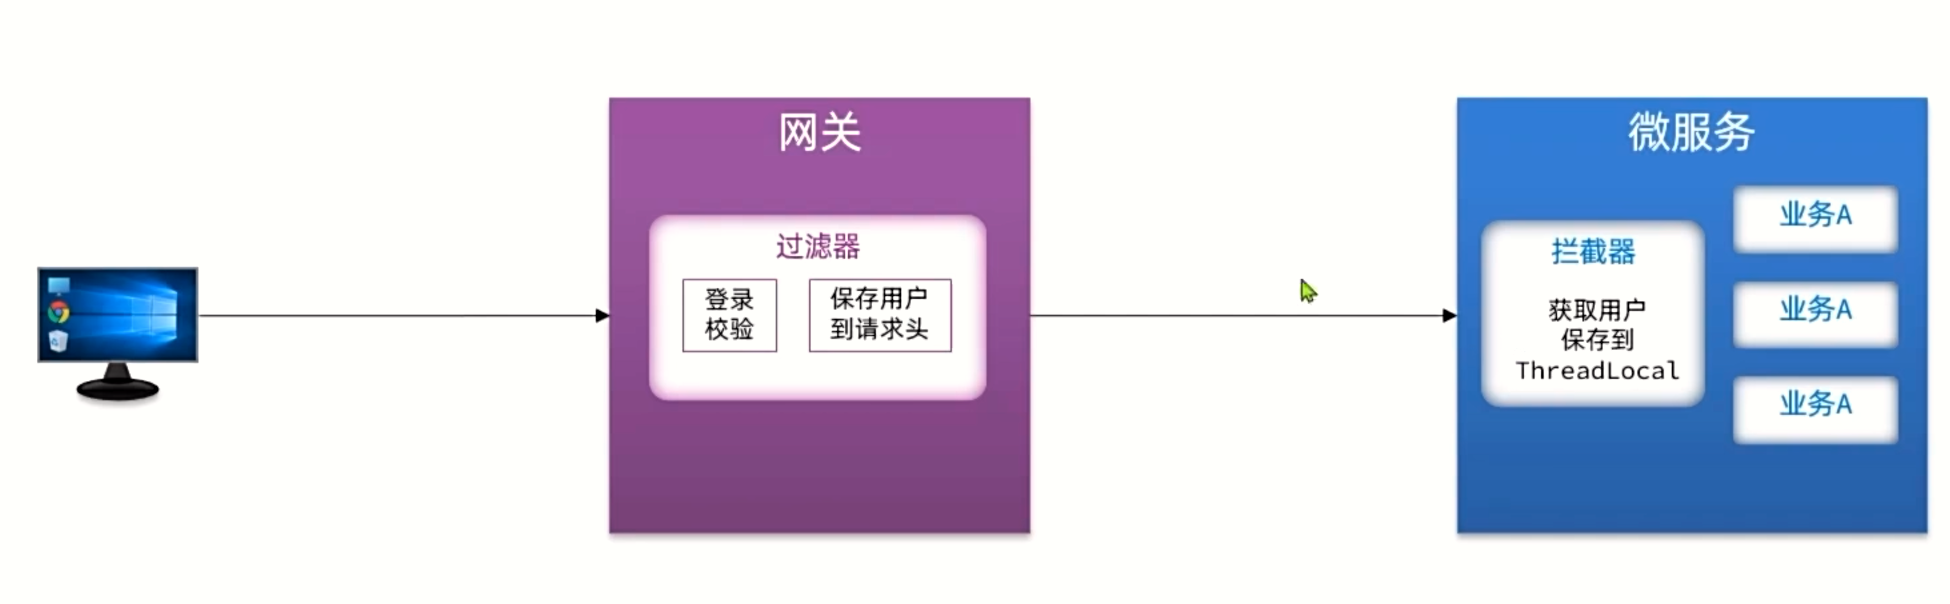 网关
过滤器
登录
校验
保存用户
到请求头
微服务
拦截器
获取用户
保存到
ThreadLocal
业务A
业务A
业务A